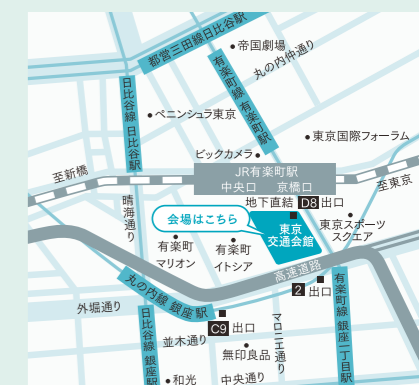 都営三田線日比谷駅
帝国劇場
丸の内仲通り
有楽町線 有楽町駅
日比谷線 日比谷駅
ペニンシュラ東京
東京国際フォーラム
ビックカメラ
至新橋
JR有楽町駅
中央口 京橋口
至東京
地下直結 D8 出口
晴海通り
会場はこちら
東京
交通会館
東京スポーツ
スクエア
有楽町
マリオン
有楽町
イトシア
高速道路
丸の内線 銀座駅
2 出口
外堀通り
C9 出口
有楽町線 銀座一丁目駅
日比谷線 銀座駅
並木通り
マロニエ通り
無印良品
和光
中央通り